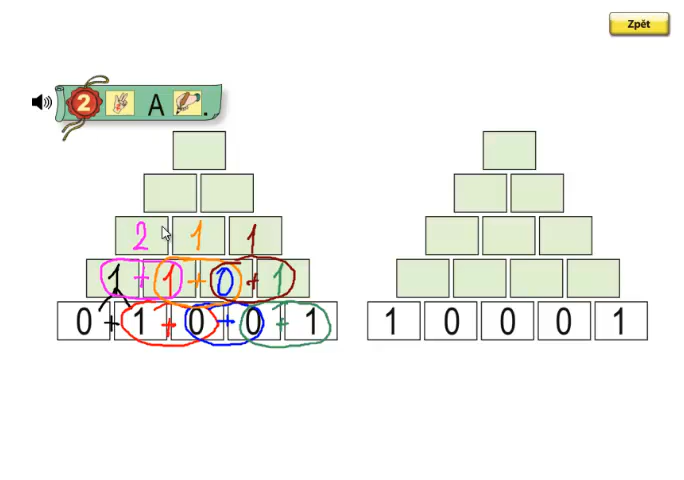 Zpět
2 A .
2 1 1
1 + 1 + 0 + 1
0 + 1 + 0 + 0 + 1 1 0 0 0 1